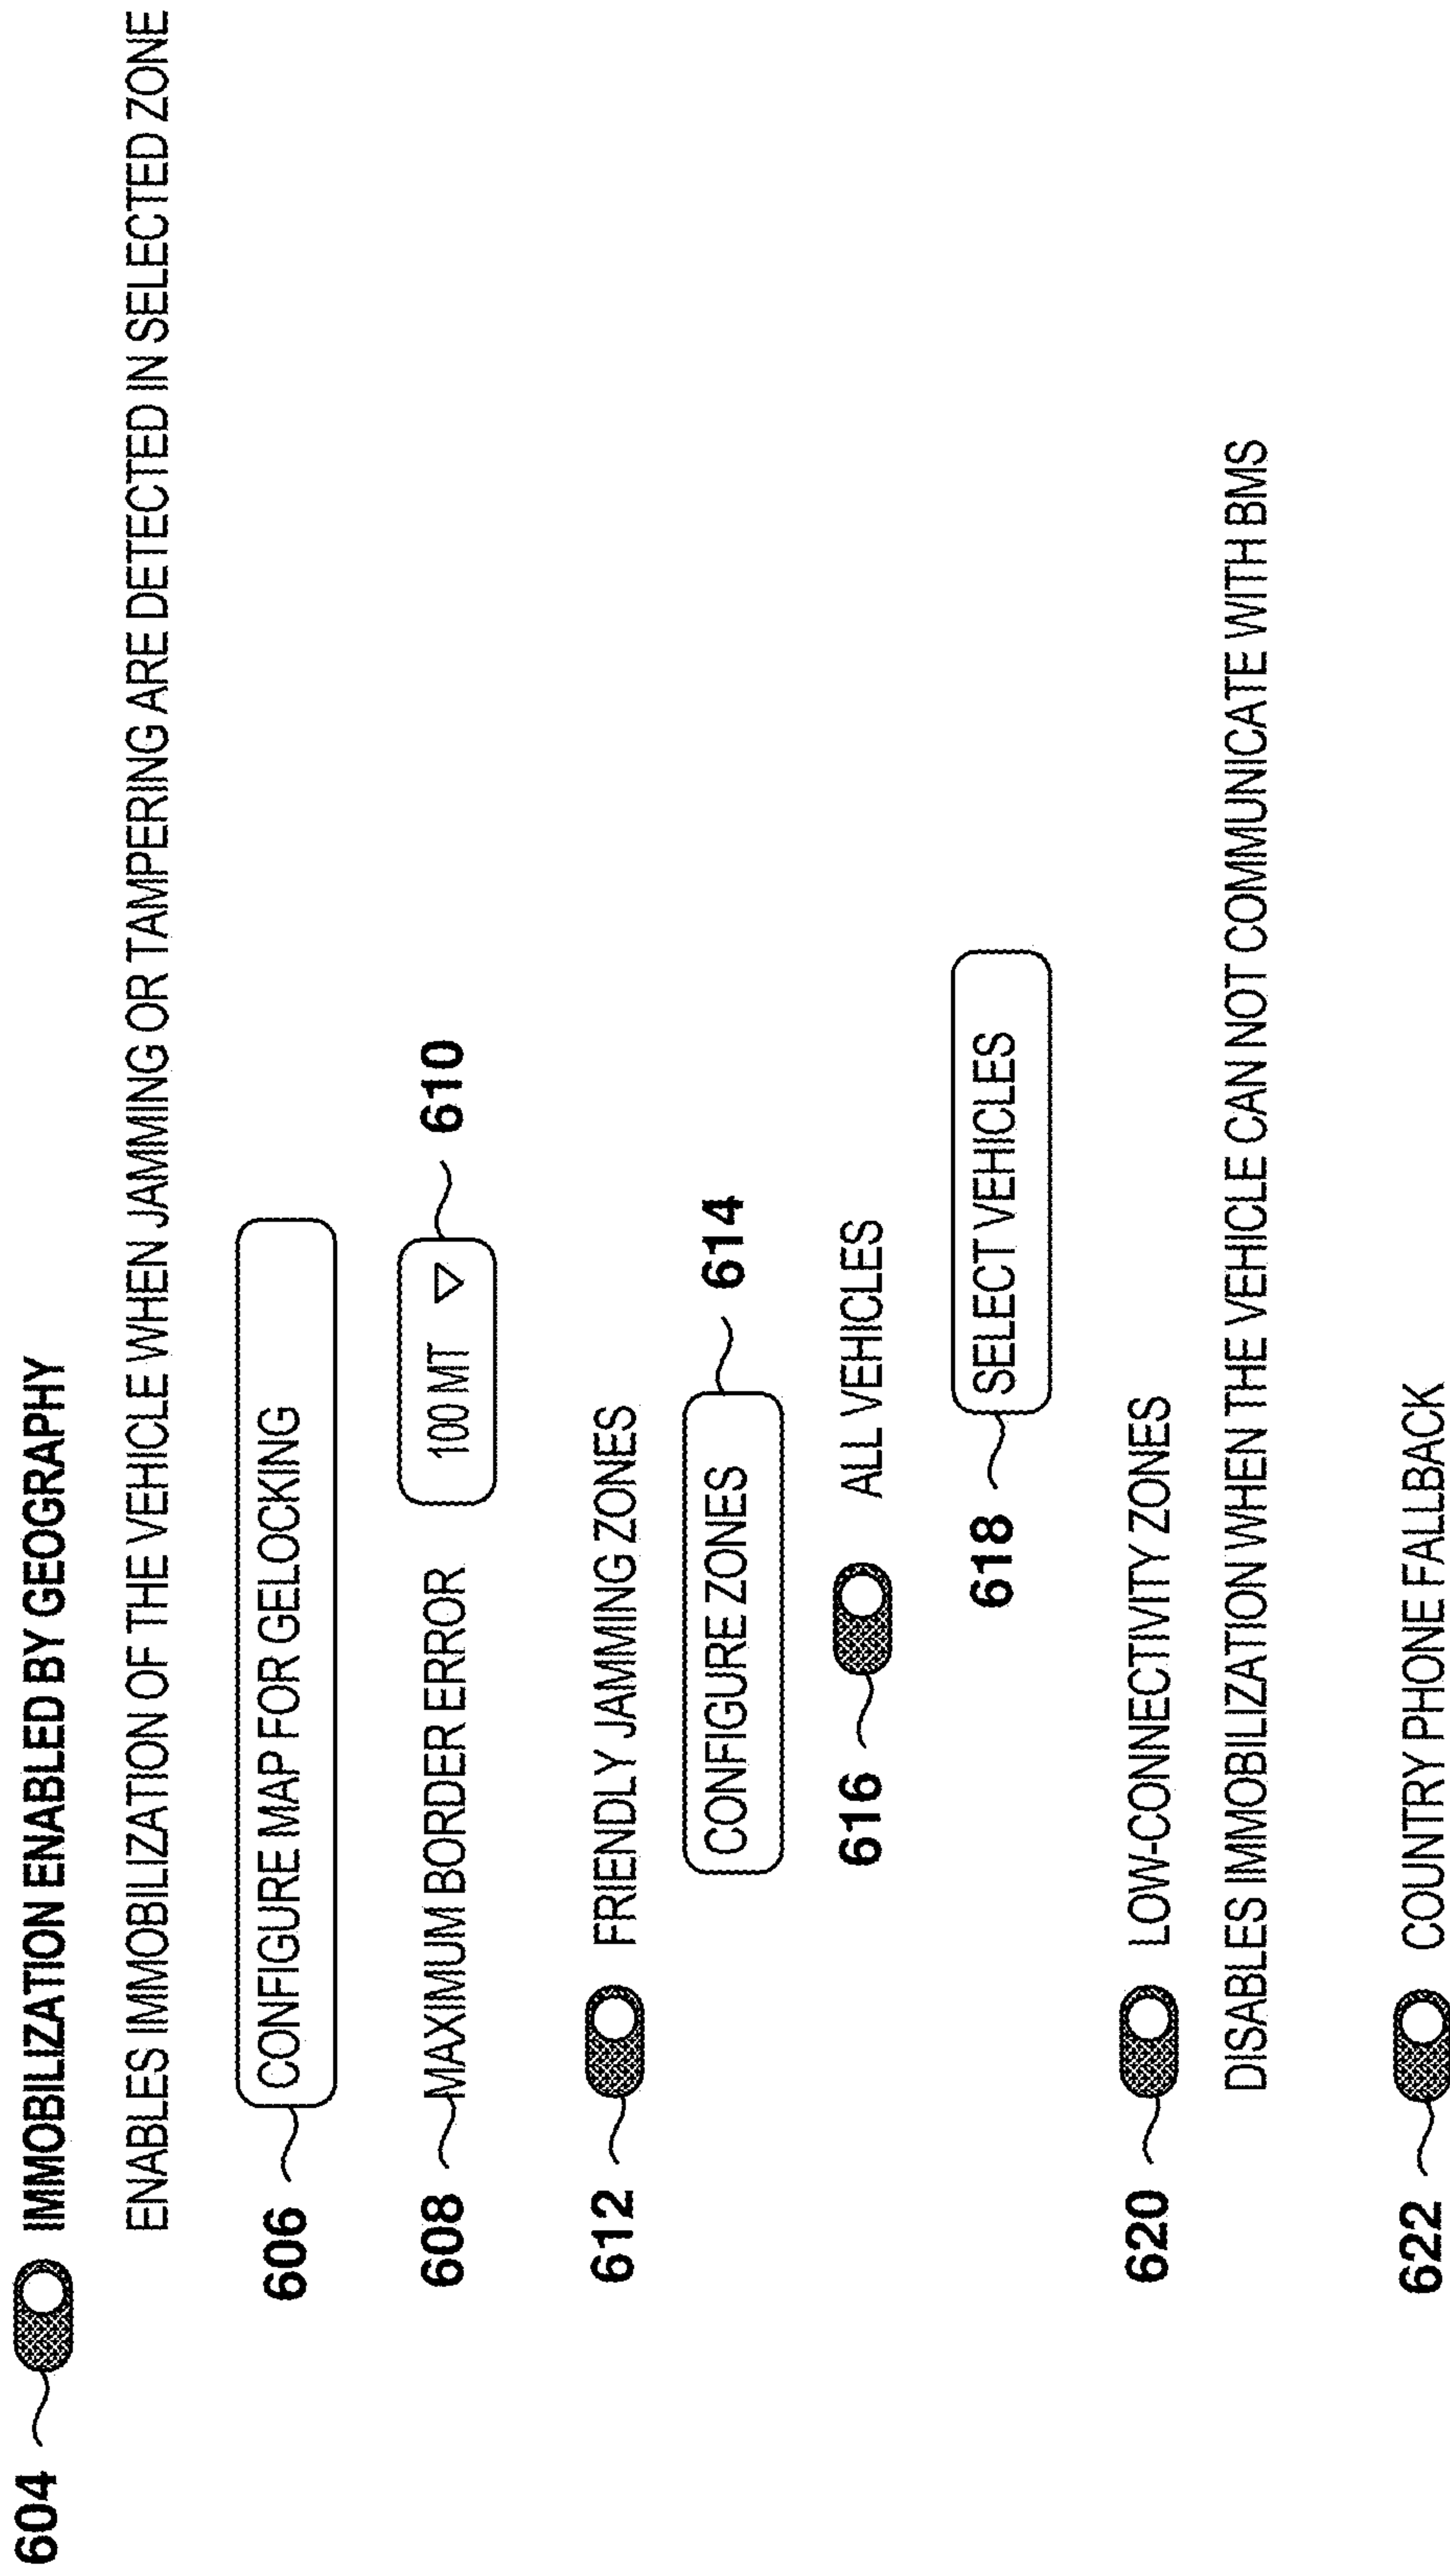 604 IMMOBILIZATION ENABLED BY GEOGRAPHY
ENABLES IMMOBILIZATION OF THE VEHICLE WHEN JAMMING OR TAMPERING ARE DETECTED IN SELECTED ZONE
606 CONFIGURE MAP FOR GELOCKING
608 MAXIMUM BORDER ERROR 100 MT 610
612 FRIENDLY JAMMING ZONES
CONFIGURE ZONES 614
616 ALL VEHICLES
618 SELECT VEHICLES
620 LOW-CONNECTIVITY ZONES
DISABLES IMMOBILIZATION WHEN THE VEHICLE CAN NOT COMMUNICATE WITH BMS
622 COUNTRY PHONE FALLBACK